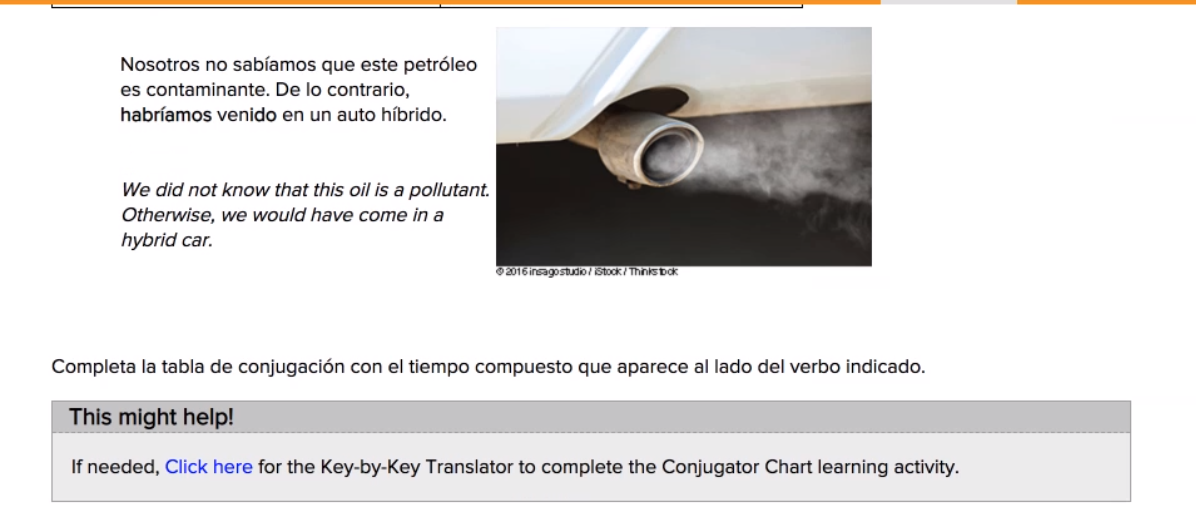 Nosotros no sabíamos que este petróleo
es contaminante. De lo contrario,
habríamos venido en un auto híbrido.
We did not know that this oil is a pollutant.
Otherwise, we would have come in a
hybrid car.
© 2016 insagostudio / iStock / Thinkstock
Completa la tabla de conjugación con el tiempo compuesto que aparece al lado del verbo indicado.
This might help!
If needed, Click here for the Key-by-Key Translator to complete the Conjugator Chart learning activity.